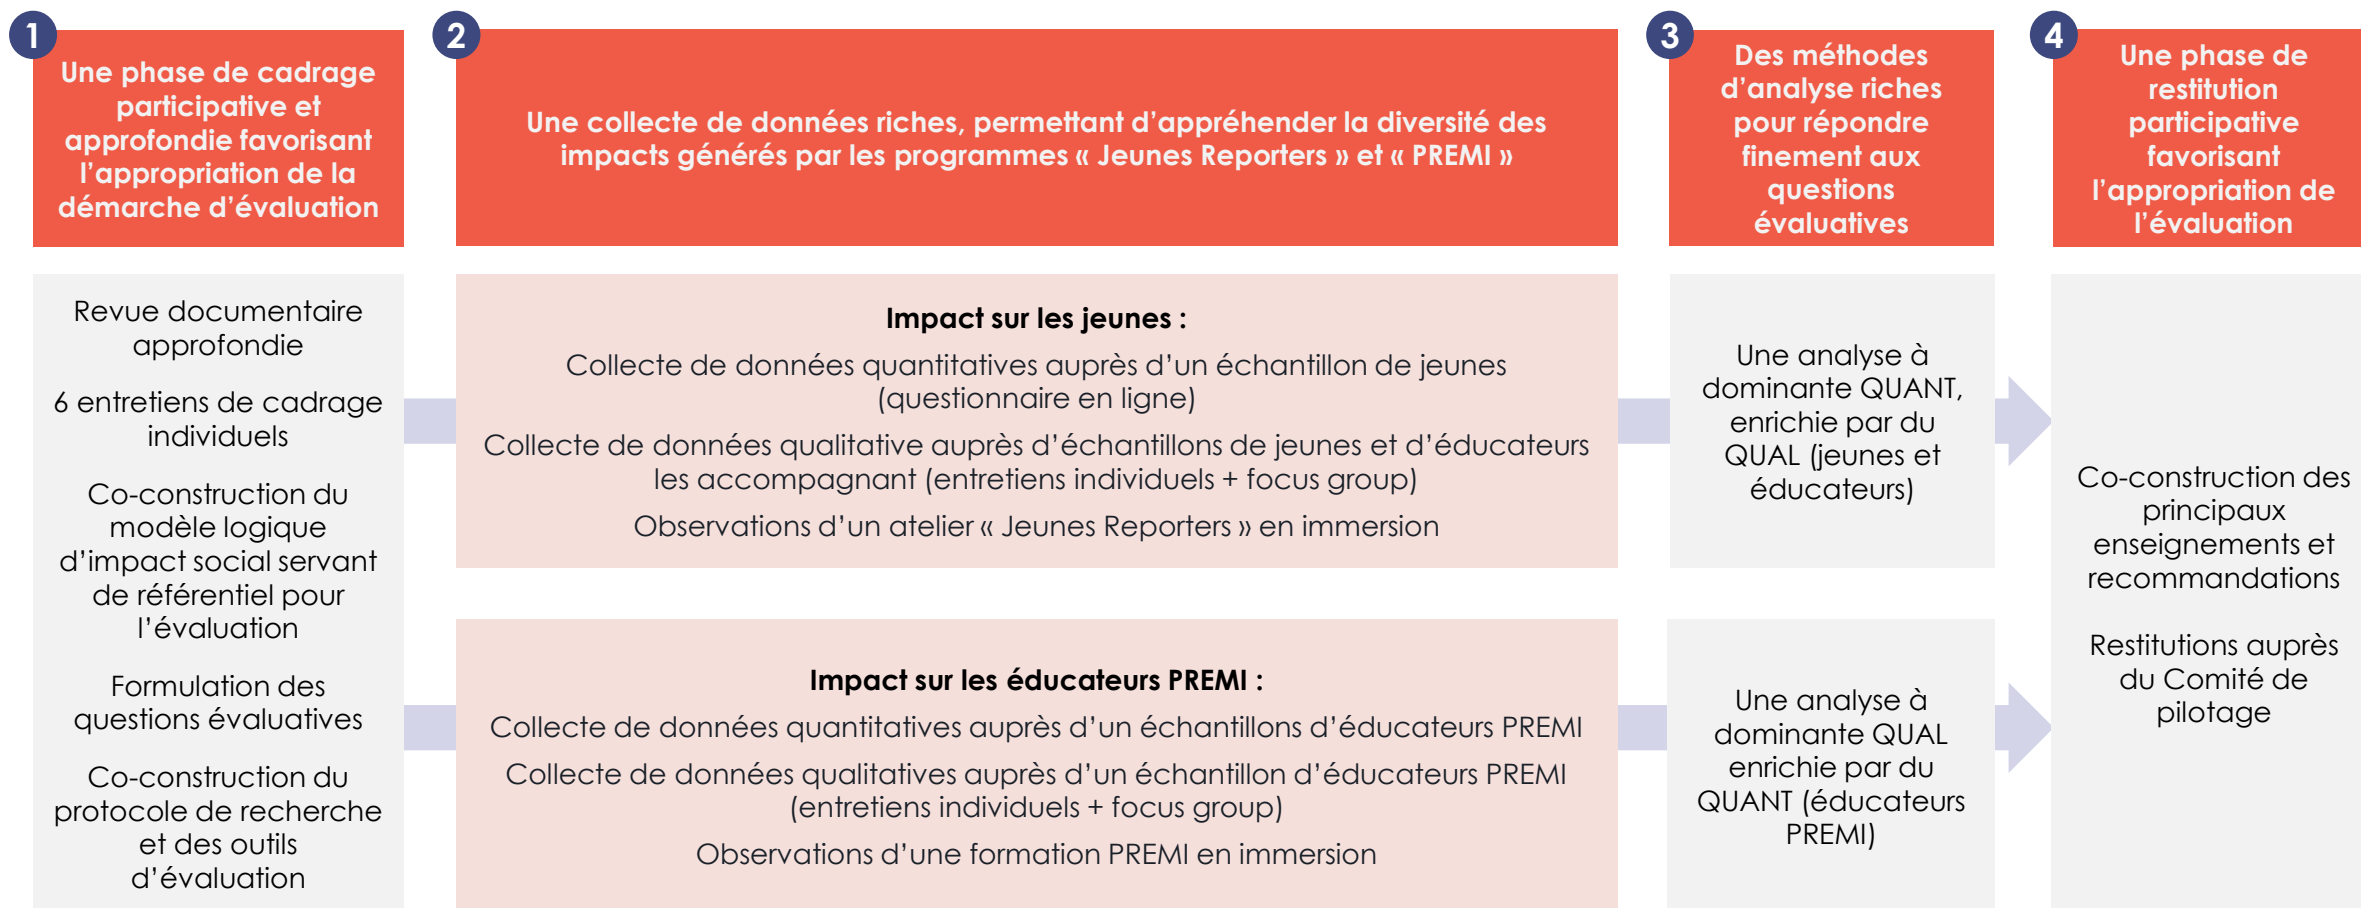 1
Une phase de cadrage
participative et
approfondie favorisant
l’appropriation de la
démarche d’évaluation
2
Une collecte de données riches, permettant d’appréhender la diversité des
impacts générés par les programmes « Jeunes Reporters » et « PREMI »
3
Des méthodes
d’analyse riches
pour répondre
finement aux
questions
évaluatives
4
Une phase de
restitution
participative
favorisant
l’appropriation de
l’évaluation
Revue documentaire
approfondie
6 entretiens de cadrage
individuels
Co-construction du
modèle logique
d’impact social servant
de référentiel pour
l’évaluation
Formulation des
questions évaluatives
Co-construction du
protocole de recherche
et des outils
d’évaluation
Impact sur les jeunes :
Collecte de données quantitatives auprès d’un échantillon de jeunes
(questionnaire en ligne)
Collecte de données qualitative auprès d’échantillons de jeunes et d’éducateurs
les accompagnant (entretiens individuels + focus group)
Observations d’un atelier « Jeunes Reporters » en immersion
Impact sur les éducateurs PREMI :
Collecte de données quantitatives auprès d’un échantillons d’éducateurs PREMI
Collecte de données qualitatives auprès d’un échantillon d’éducateurs PREMI
(entretiens individuels + focus group)
Observations d’une formation PREMI en immersion
Une analyse à
dominante QUANT,
enrichie par du
QUAL (jeunes et
éducateurs)
Une analyse à
dominante QUAL
enrichie par du
QUANT (éducateurs
PREMI)
Co-construction des
principaux
enseignements et
recommandations
Restitutions auprès
du Comité de
pilotage